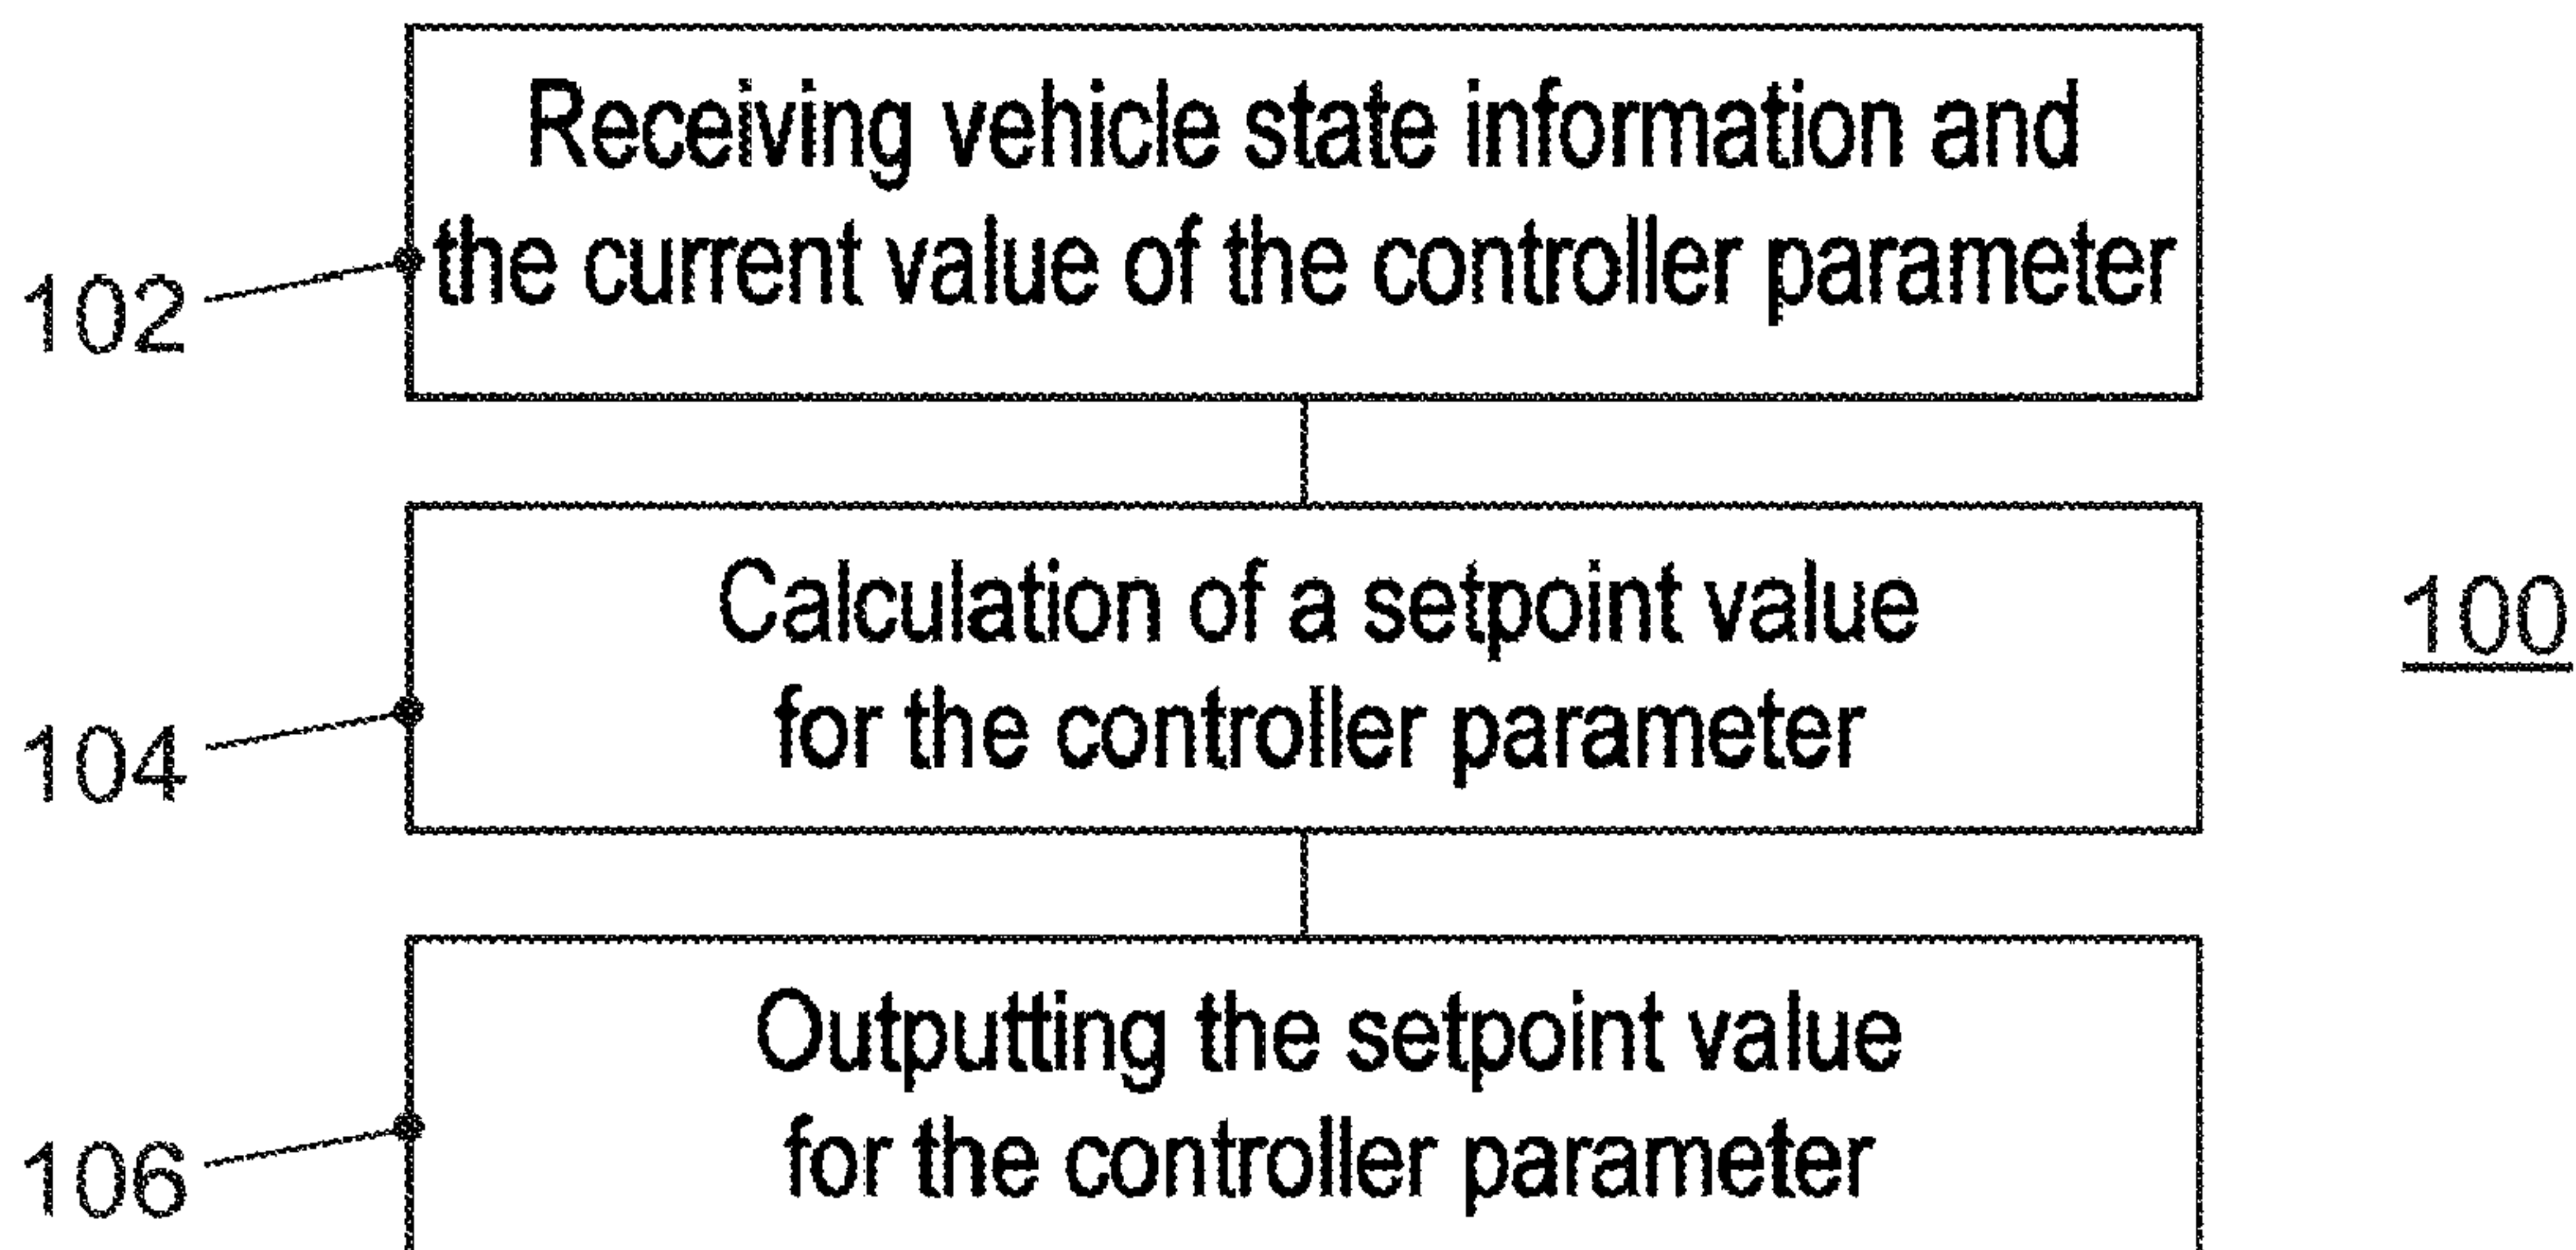 Receiving vehicle state information and
the current value of the controller parameter
102
Calculation of a setpoint value
for the controller parameter
100
104
Outputting the setpoint value
for the controller parameter
106